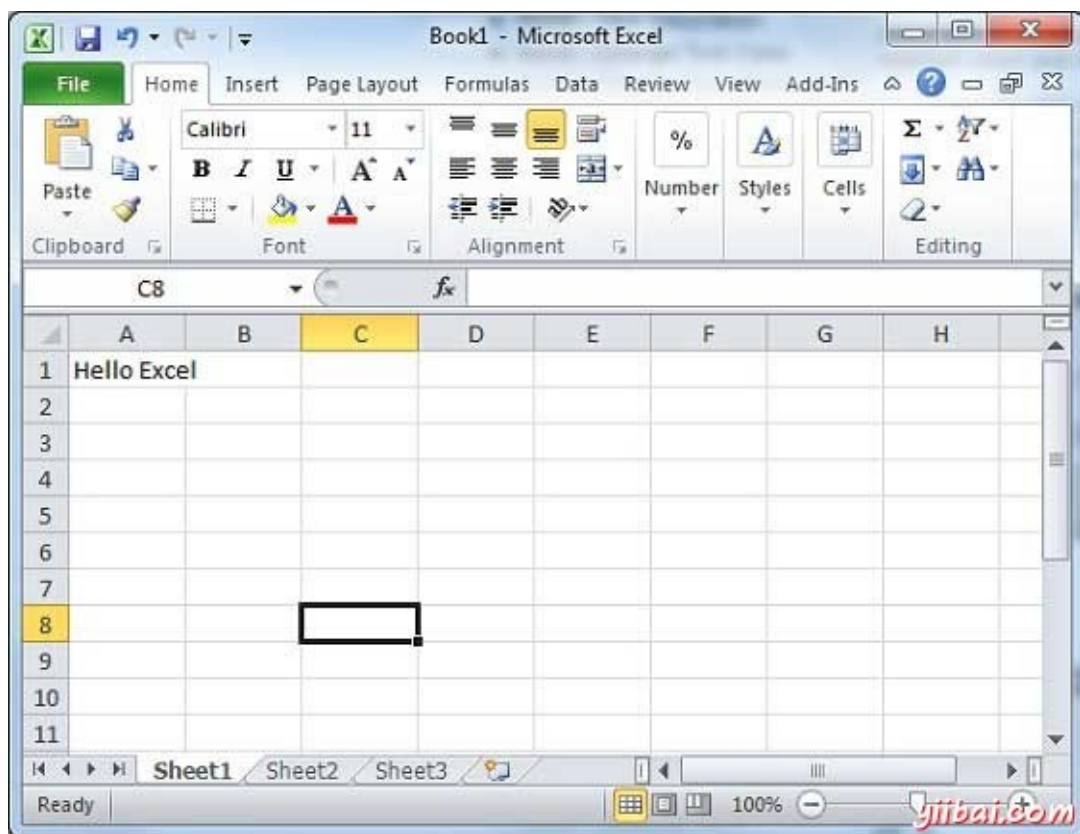 Book1 - Microsoft Excel
File Home Insert Page Layout Formulas Data Review View Add-Ins
Calibri 11 Σ
Paste B I U A A % A
Number Styles Cells
A
Clipboard Font Alignment Editing
C8 fx
A B C D E F G H
1 Hello Excel
2
3
4
5
6
7
8
9
10
11
Sheet1 Sheet2 Sheet3
Ready 100%
yiibai.com